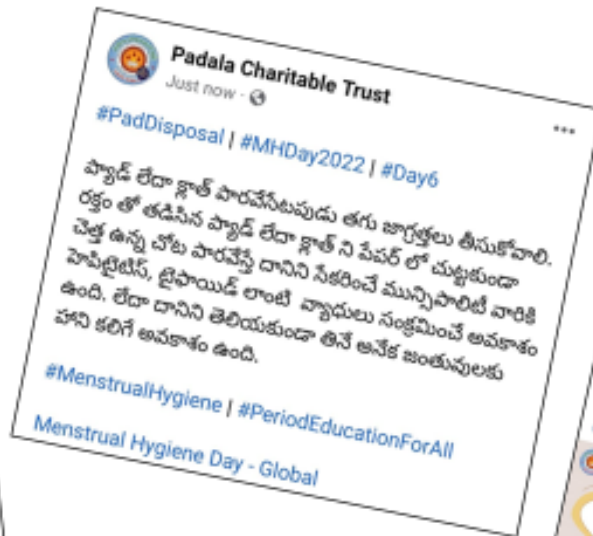 Padala Charitable Trust
Just now ·
#PadDisposal | #MHDay2022 | #Day6
ప్యాడ్ లేదా క్లాత్ పారవేసేటపుడు తగు జాగ్రత్తలు తీసుకోవాలి.
రక్తం తో తడిసిన ప్యాడ్ లేదా క్లాత్ ని పేపర్ లో చుట్టకుండా
చెత్త ఉన్న చోట పారవేస్తే దానిని సేకరించే మున్సిపాలిటీ వారికి
హెపటైటిస్, టైఫాయిడ్ లాంటి వ్యాధులు సంక్రమించే అవకాశం
ఉంది. లేదా దానిని తెలియకుండా తినే అనేక జంతువులకు
హాని కలిగే అవకాశం ఉంది.
#MenstrualHygiene | #PeriodEducationForAll
Menstrual Hygiene Day - Global